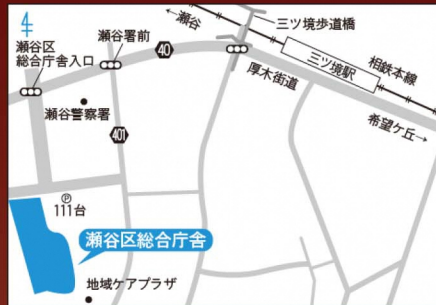 ←瀬谷
三ツ境歩道橋
4
瀬谷署前
40
瀬谷区
総合庁舎入口
三ツ境駅
相鉄本線
厚木街道
瀬谷警察署
希望ケ丘→
401
P
111台
瀬谷区総合庁舎
地域ケアプラザ